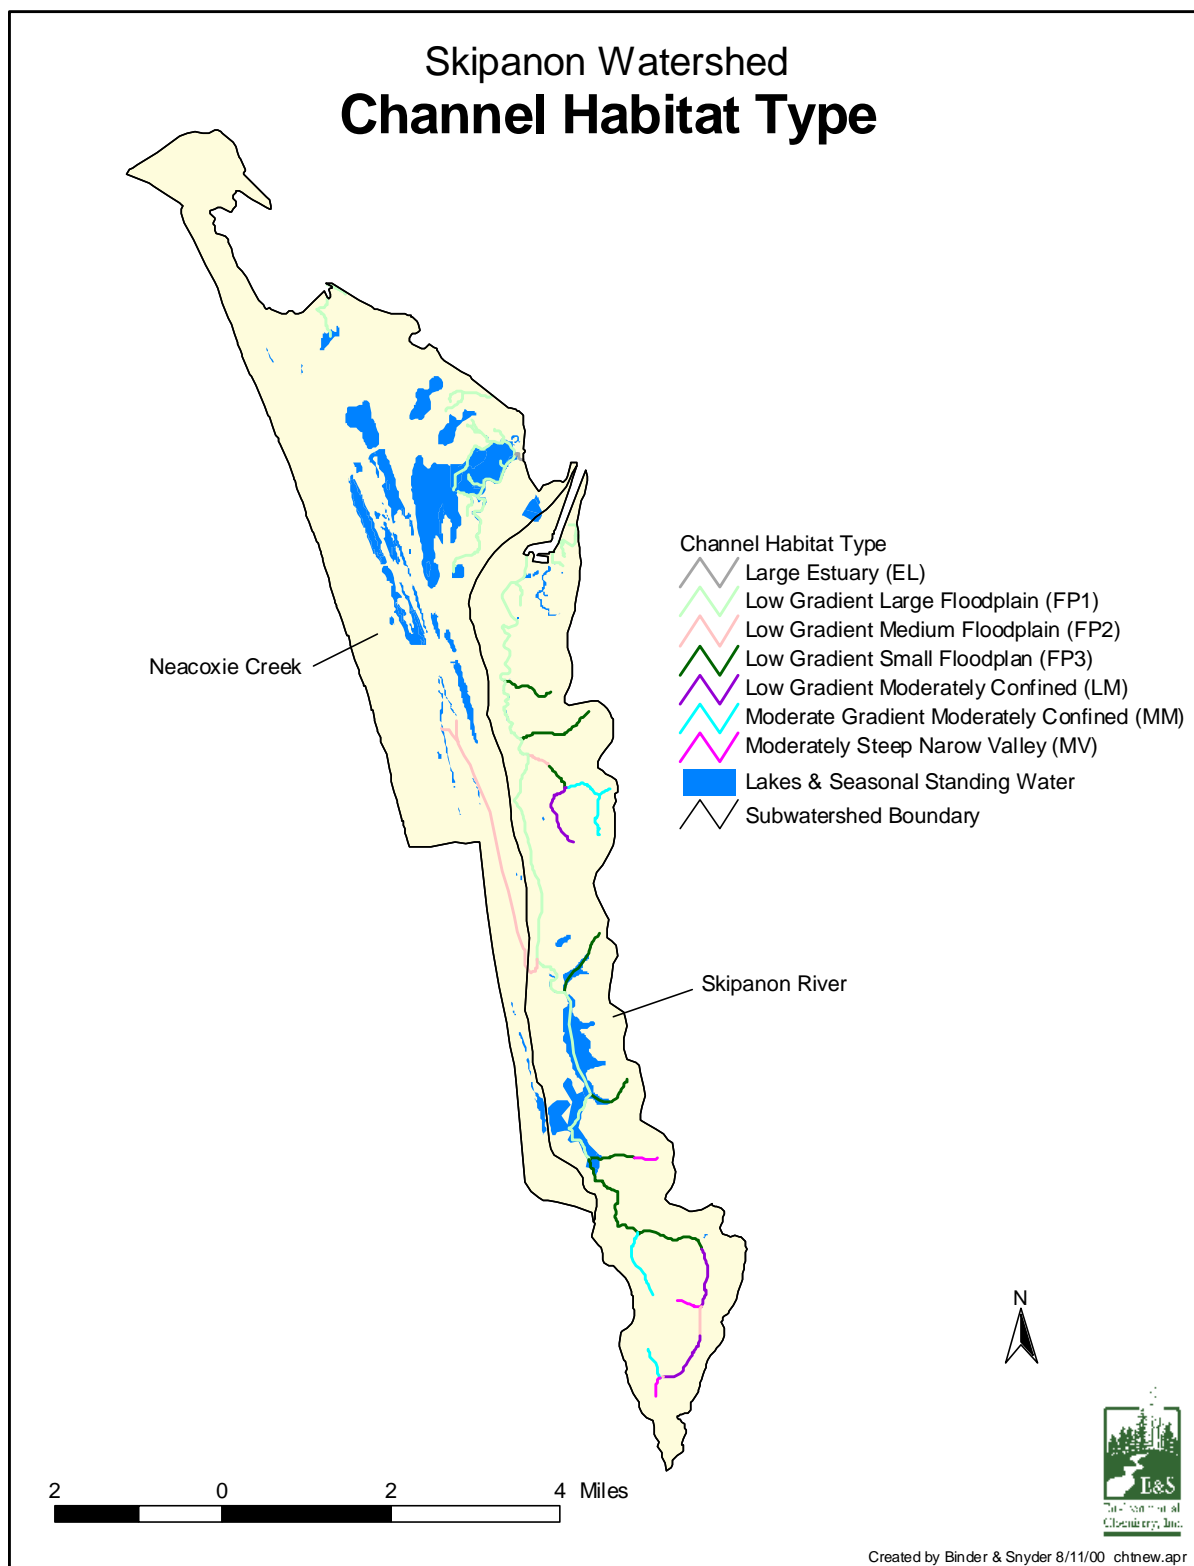 Skipanon Watershed
Channel Habitat Type
Channel Habitat Type
Large Estuary (EL)
Low Gradient Large Floodplain (FP1)
Low Gradient Medium Floodplain (FP2)
Low Gradient Small Floodplan (FP3)
Low Gradient Moderately Confined (LM)
Moderate Gradient Moderately Confined (MM)
Moderately Steep Narow Valley (MV)
Lakes & Seasonal Standing Water
Subwatershed Boundary
Neacoxie Creek
Skipanon River
N
2 0 2 4 Miles
E&S
Environmental
Chemistry, Inc.
Created by Binder & Snyder 8/11/00 chtnew.apr